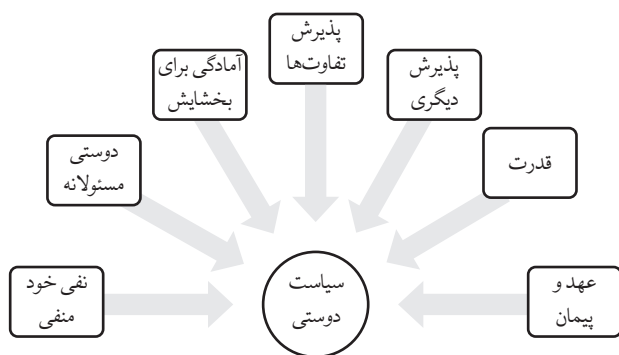 پذیرش
تفاوت‌ها
پذیرش
دیگری
آمادگی برای
بخشایش
قدرت
دوستی
مسئولانه
عهد و
پیمان
سیاست
دوستی
نفی خود
منفی